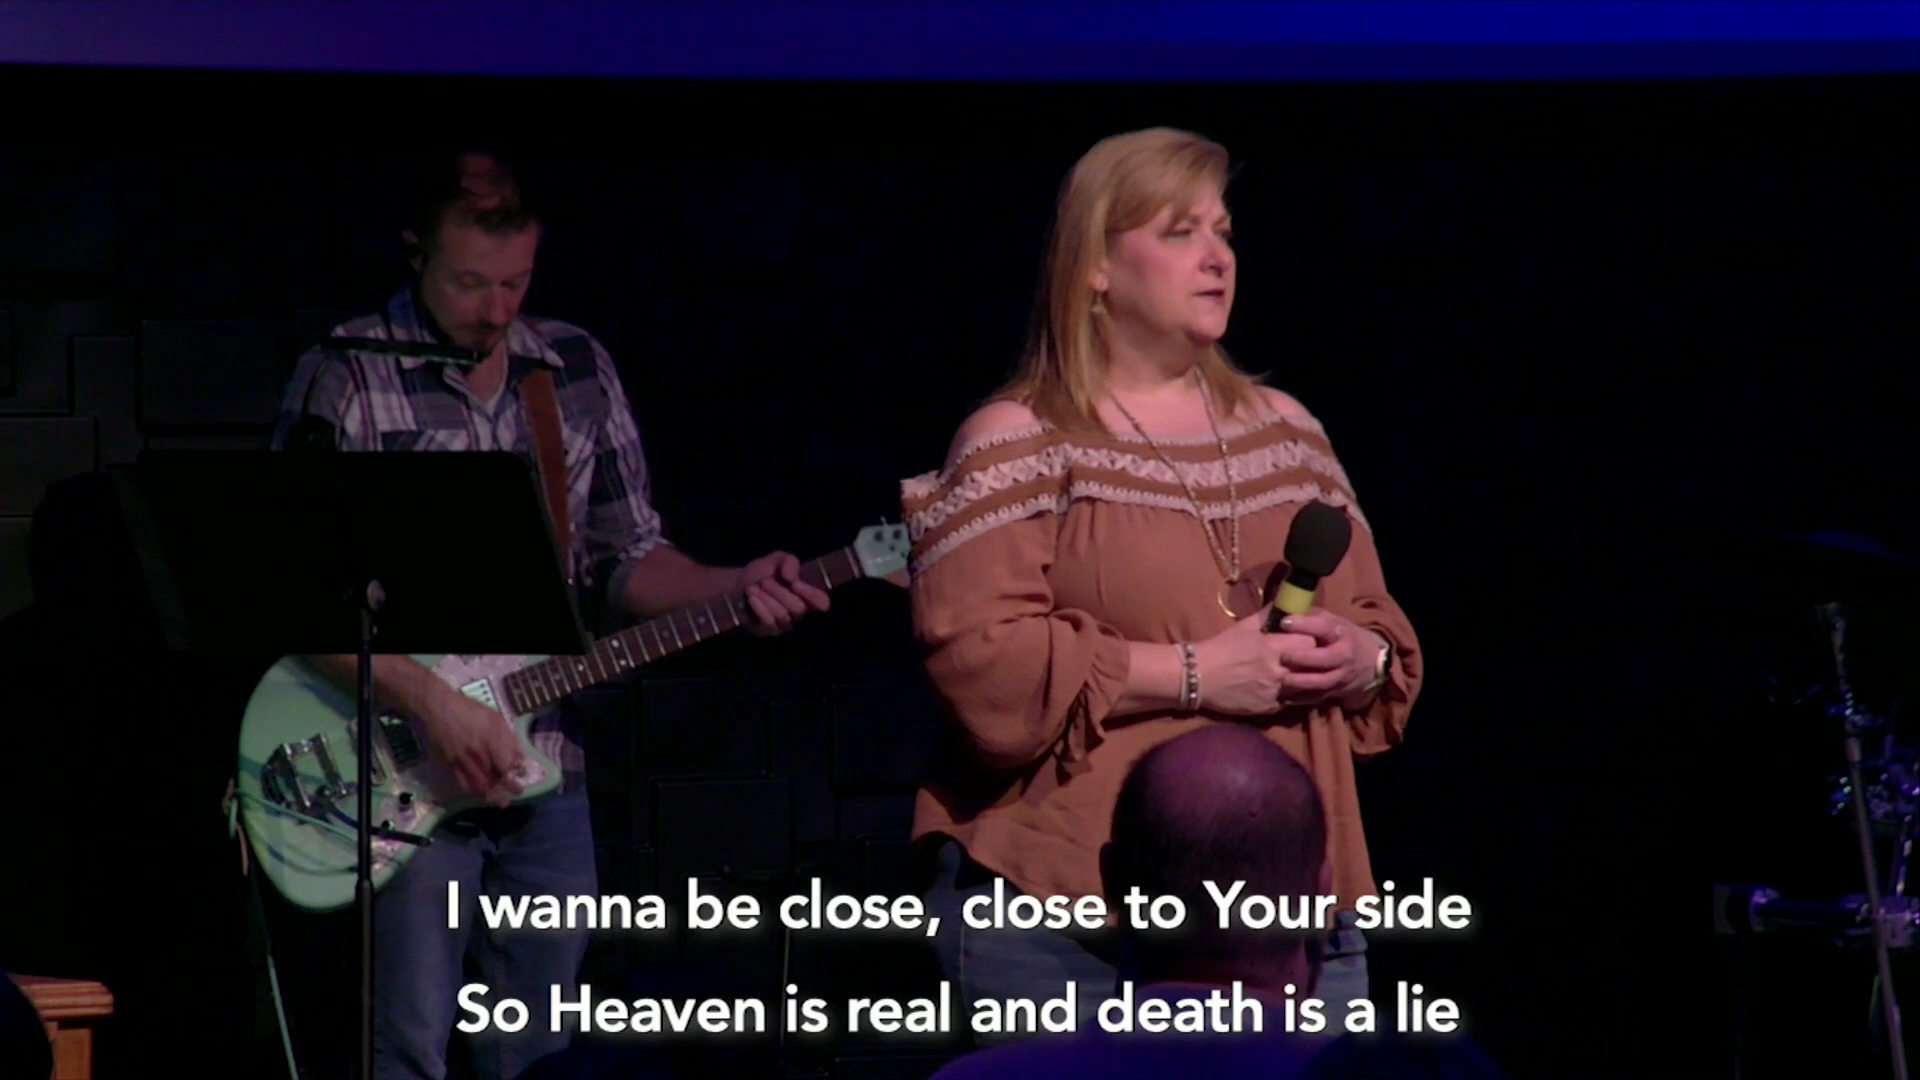 I wanna be close, close to Your side
So Heaven is real and death is a lie